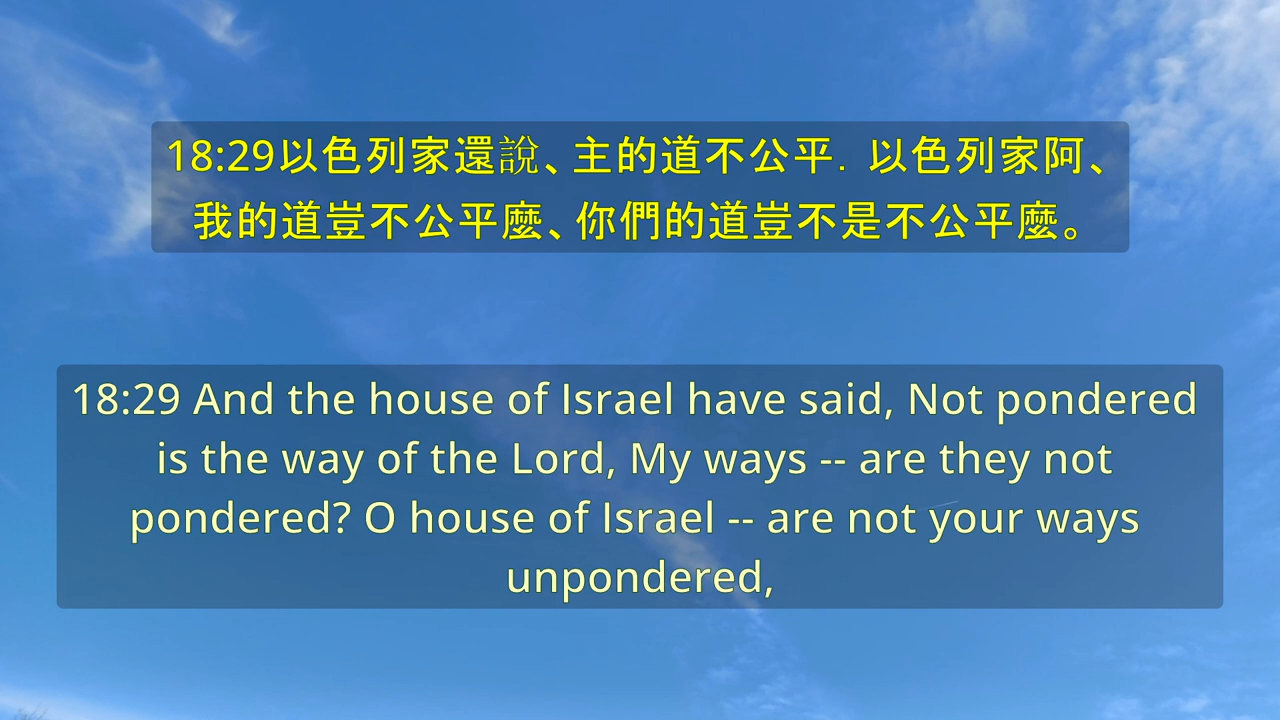 18:29以色列家還說、主的道不公平．以色列家阿、
我的道豈不公平麼、你們的道豈不是不公平麼。
18:29 And the house of Israel have said, Not pondered
is the way of the Lord, My ways -- are they not
pondered? O house of Israel -- are not your ways
unpondered,